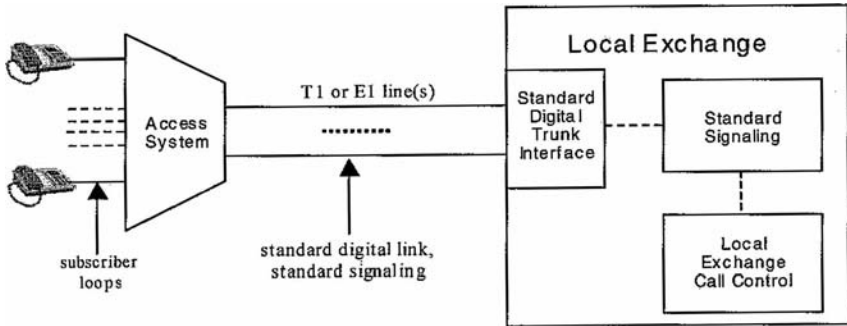 Local Exchange
T1 or E1 line(s)
Access
System
Standard
Digital
Trunk
Interface
Standard
Signaling
subscriber
loops
standard digital link,
standard signaling
Local
Exchange
Call Control